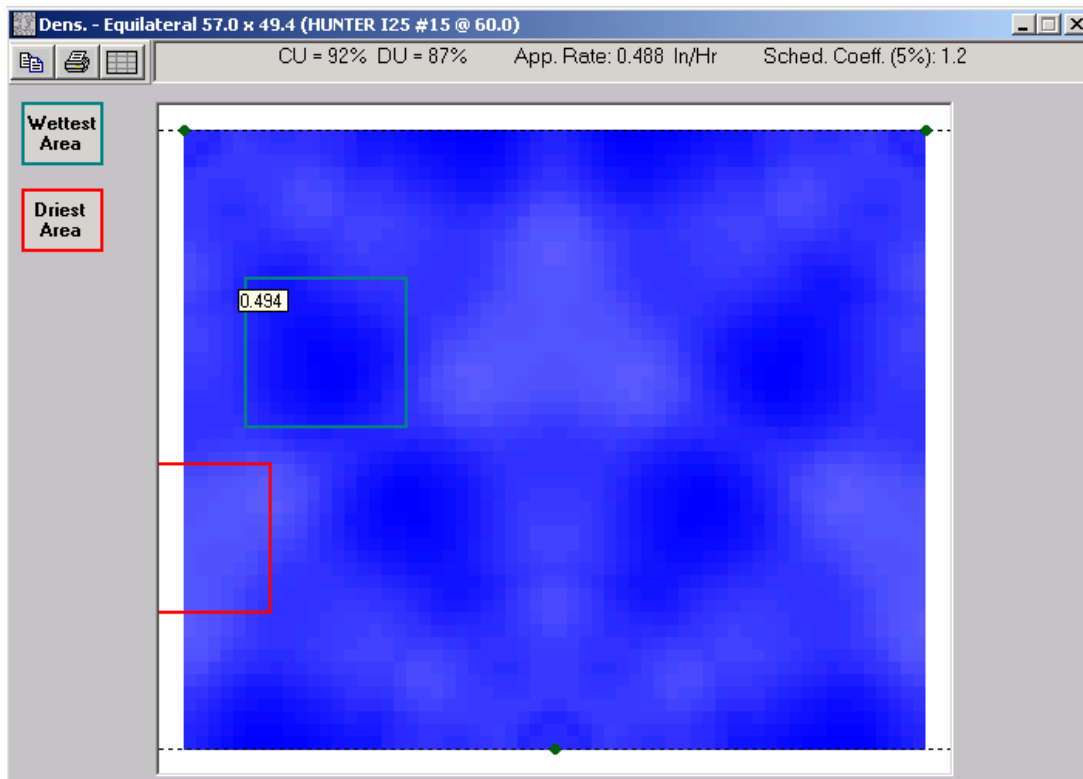 Dens. - Equilateral 57.0 x 49.4 (HUNTER I25 #15 @ 60.0)
CU = 92% DU = 87% App. Rate: 0.488 In/Hr Sched. Coeff. (5%): 1.2
Wettest
Area
Driest
Area
0.494